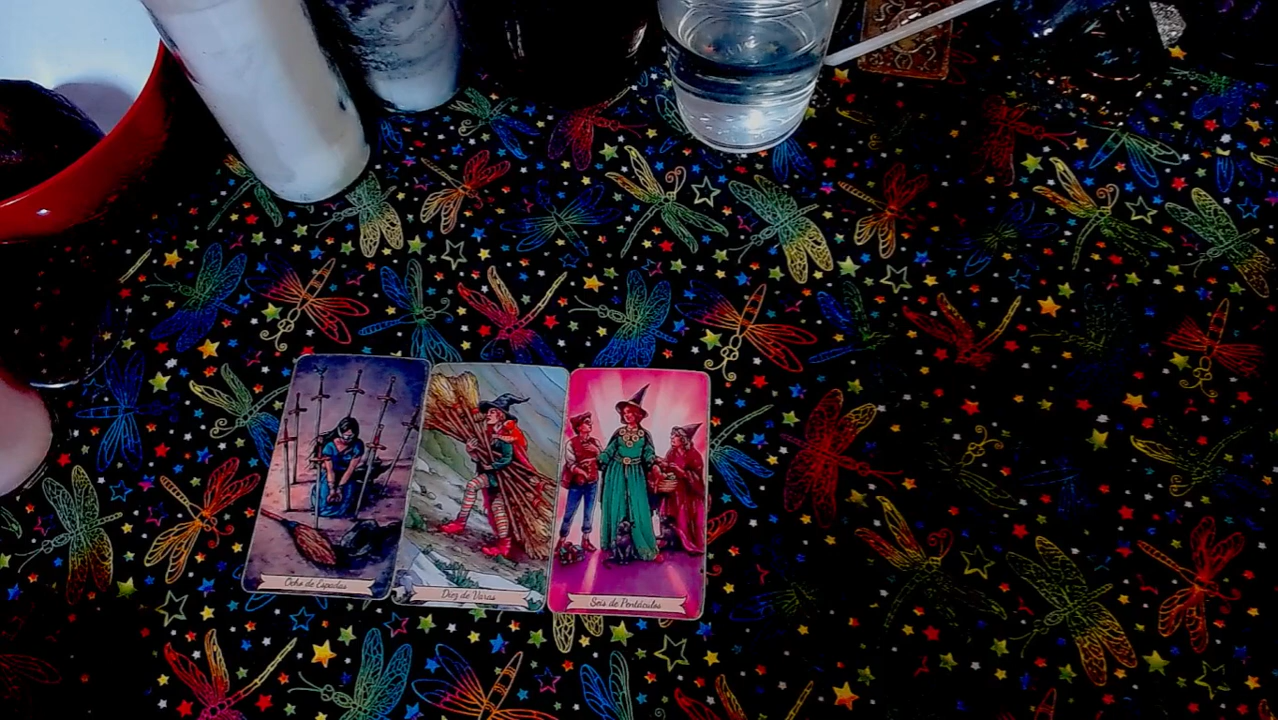 Ocho de Espadas
Diez de Varas
Seis de Pentáculos